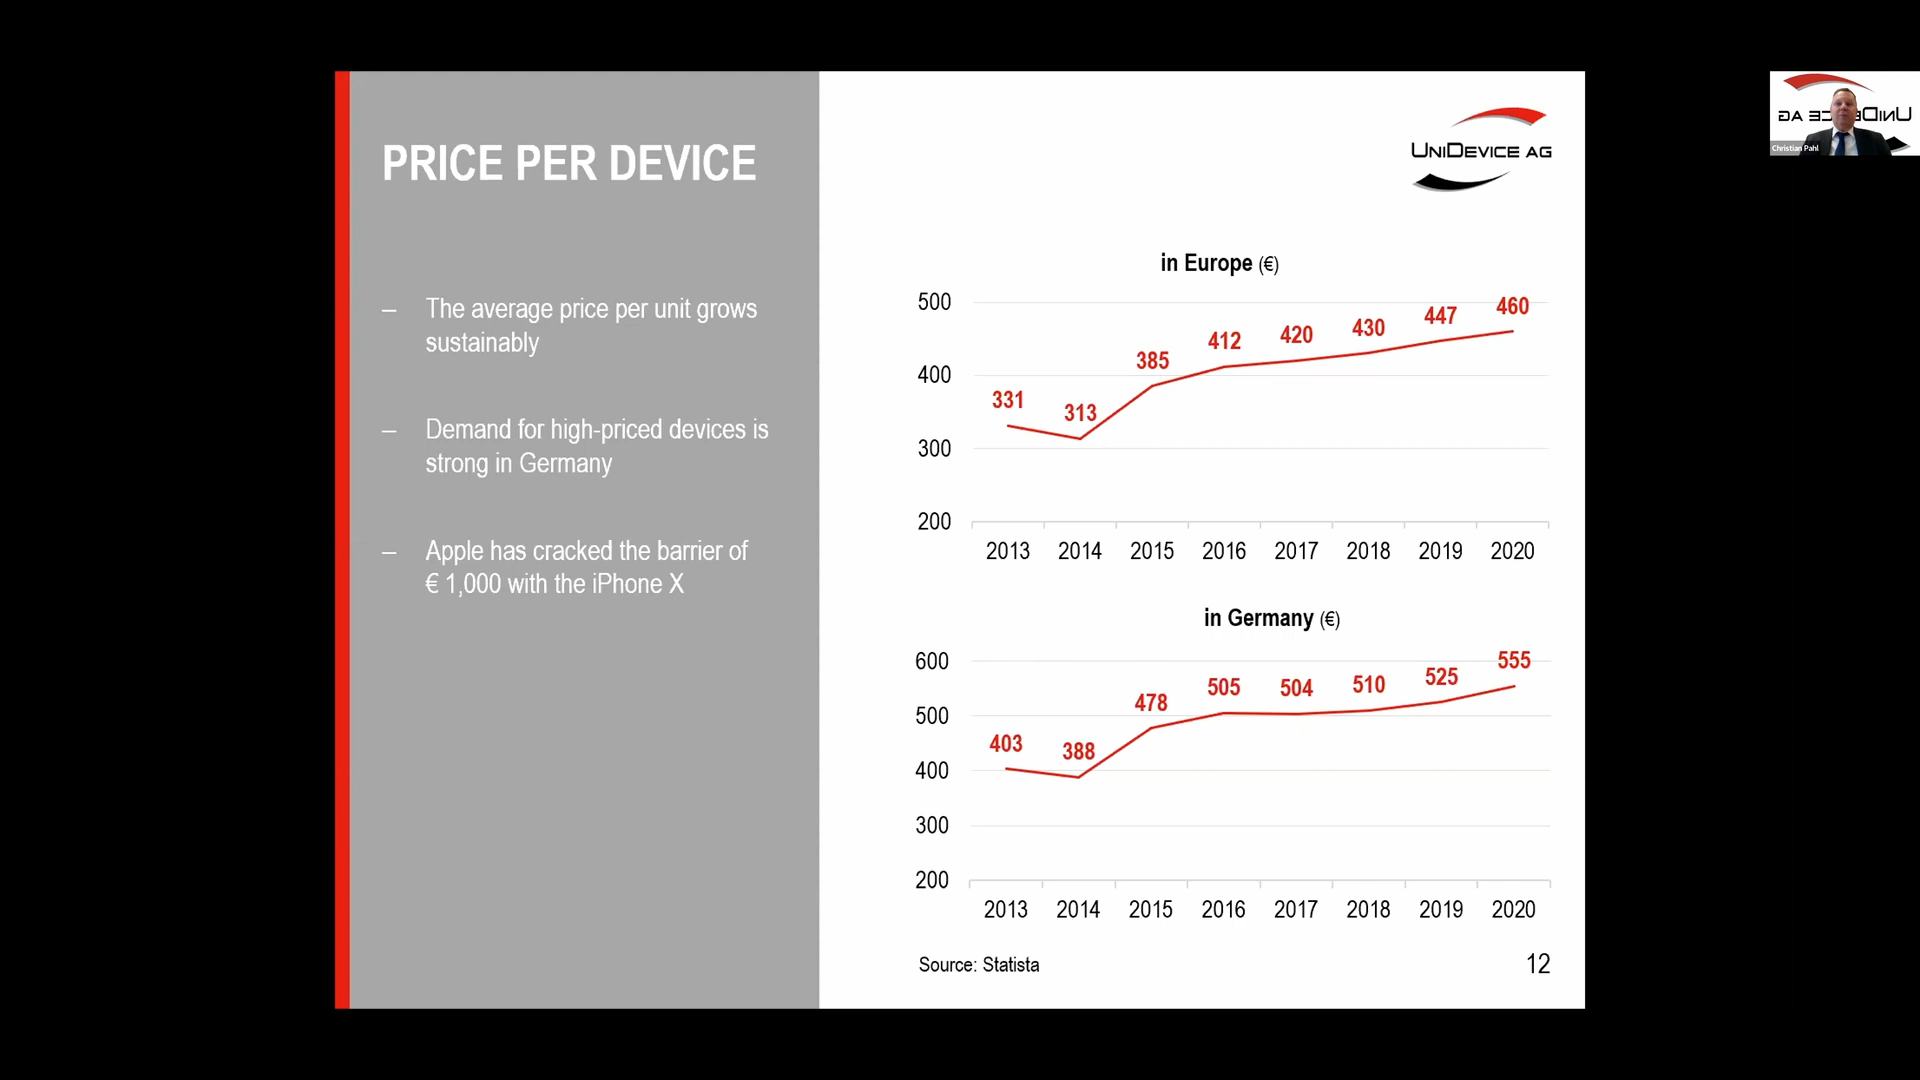 PRICE PER DEVICE
– The average price per unit grows
sustainably
– Demand for high-priced devices is
strong in Germany
– Apple has cracked the barrier of
€ 1,000 with the iPhone X
UNIDEVICE AG
in Europe (€)
500
400
300
200
331
313
385
412
420
430
447
460
2013 2014 2015 2016 2017 2018 2019 2020
in Germany (€)
600
500
400
300
200
403
388
478
505
504
510
525
555
2013 2014 2015 2016 2017 2018 2019 2020
Source: Statista
12
Christian Pahl